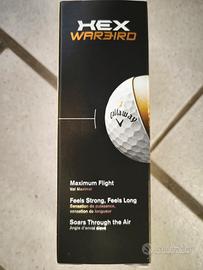 HEX
WARBIRD
Callaway
Maximum Flight
Vol Maximal
Feels Strong, Feels Long
Sensation de puissance,
sensation de longueur
Soars Through the Air
Angle d'envol élevé
subito